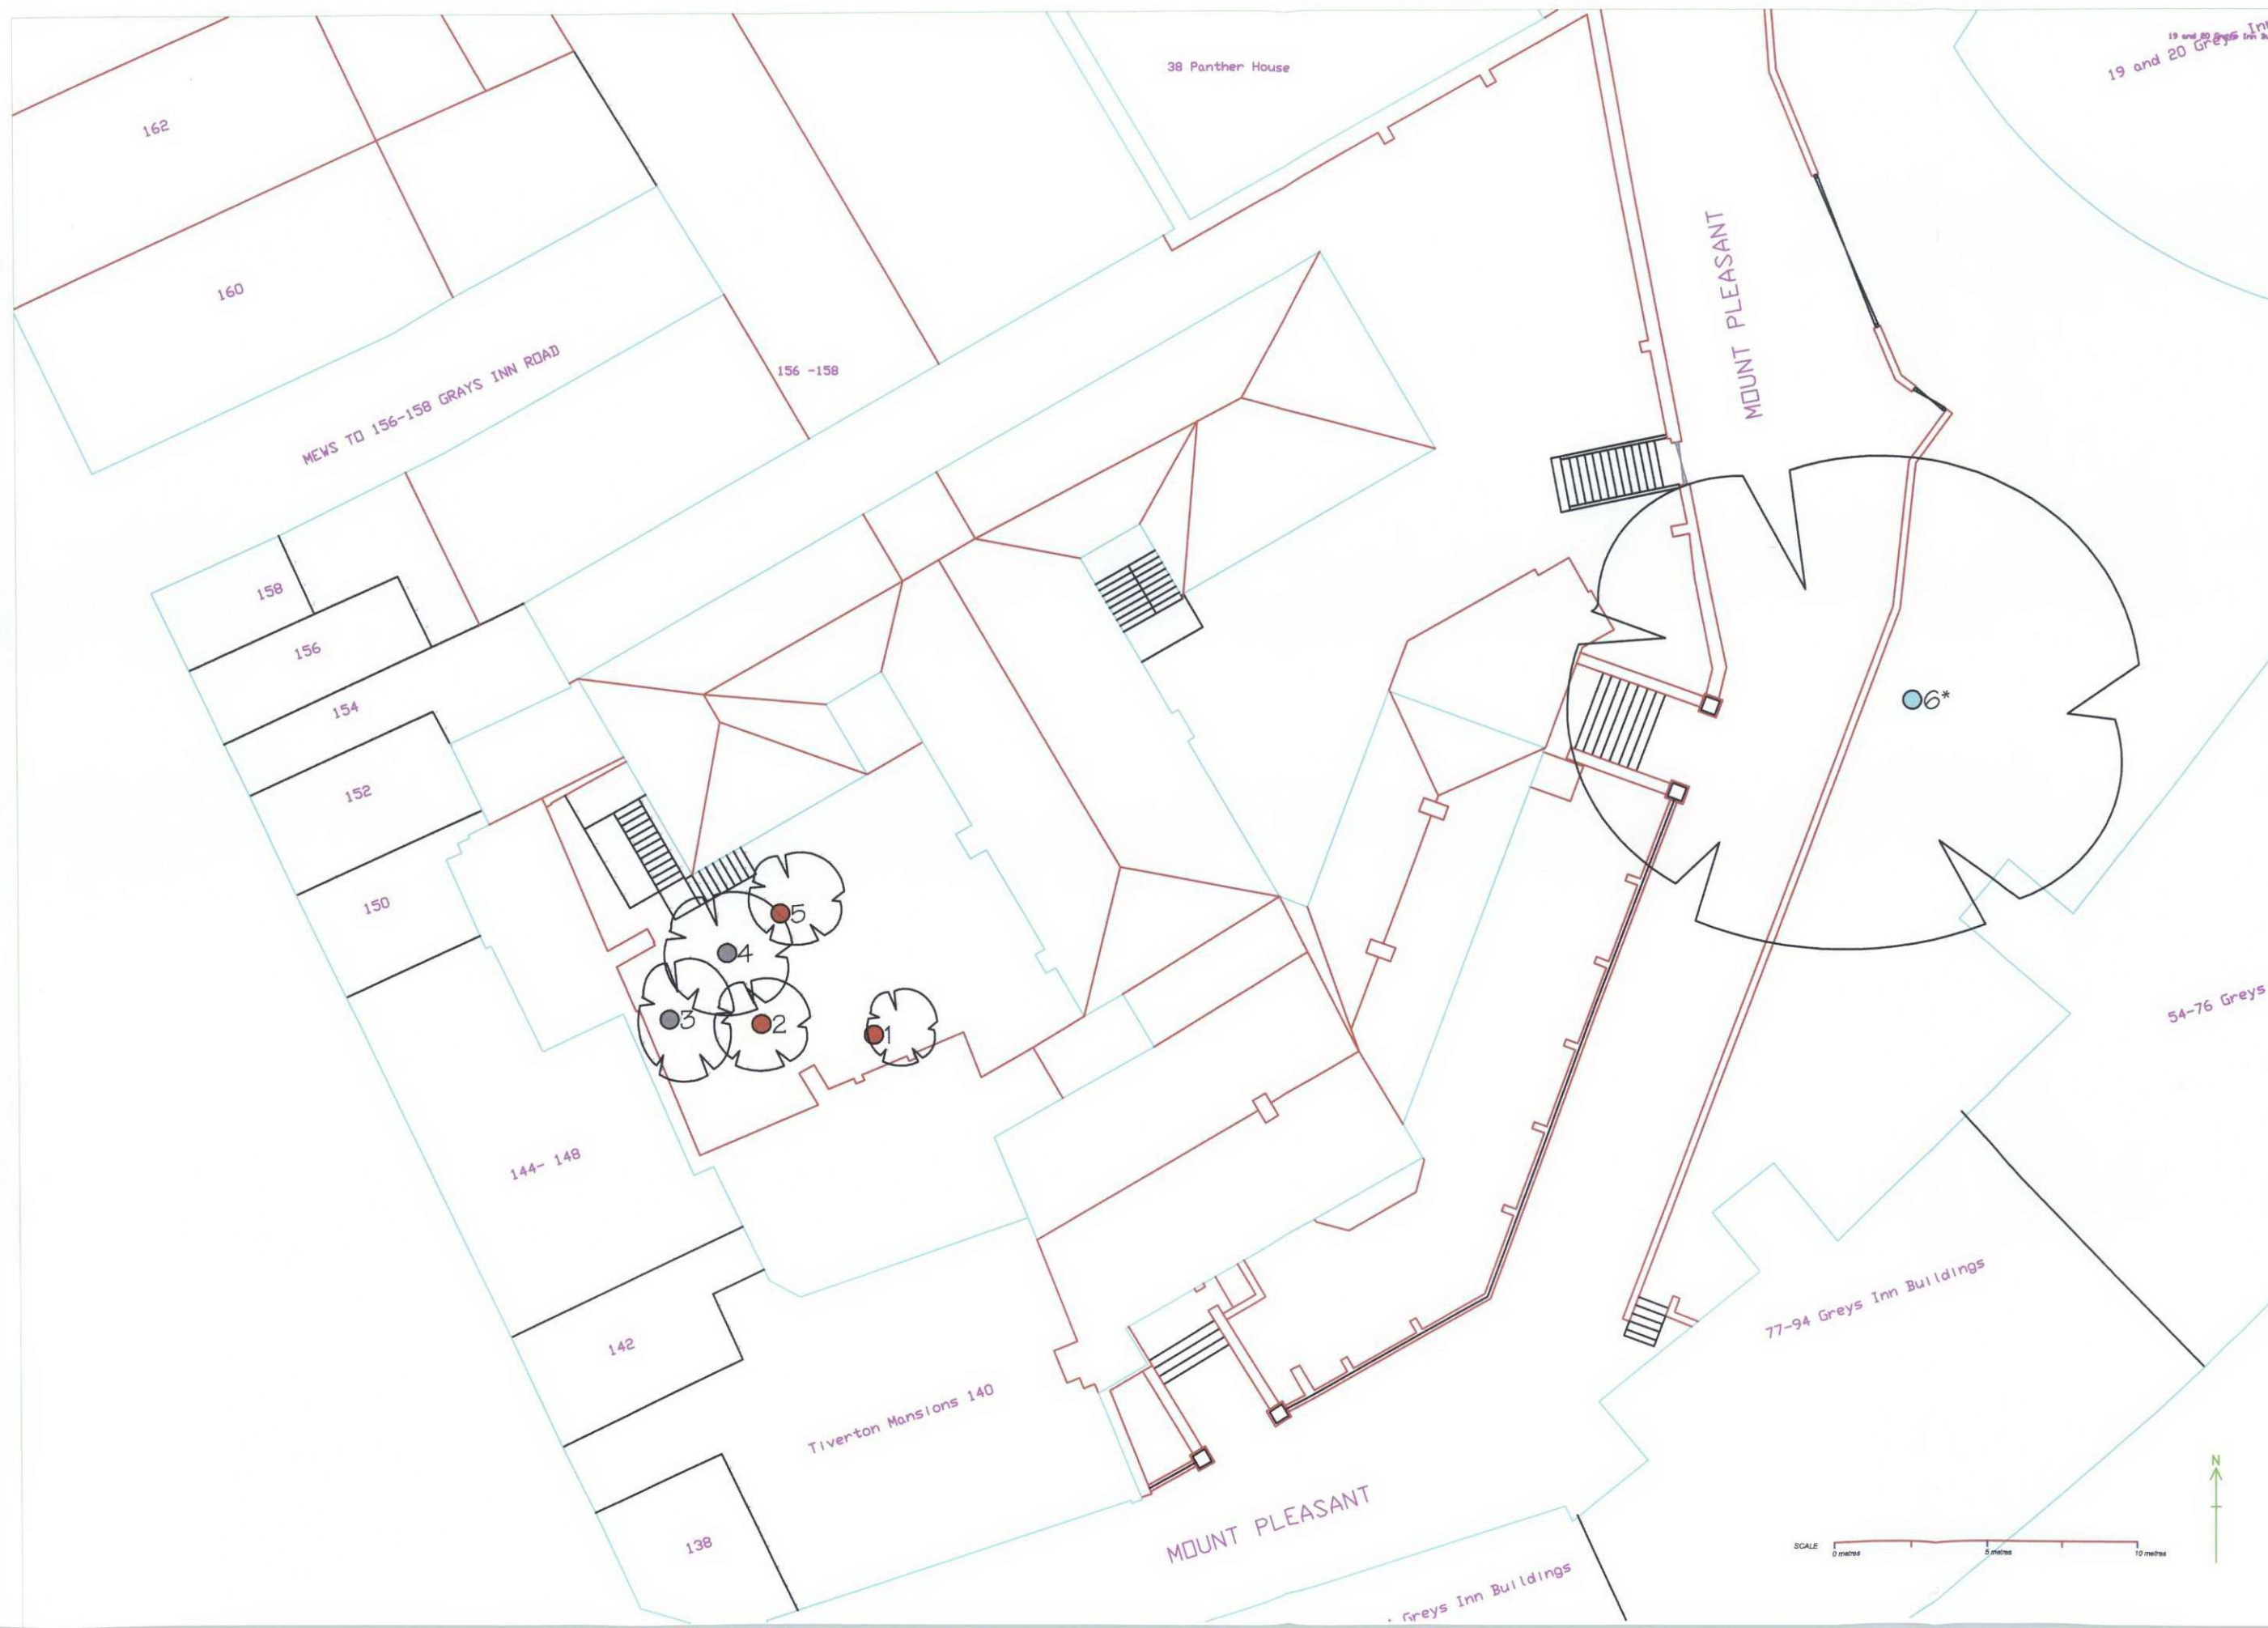 19 and 20 Greys Inn
38 Panther House
162
160
MOUNT PLEASANT
156 -158
MEWS TO 156-158 GRAYS INN ROAD
158
156
154
152
150
6*
5
4
3
2
1
54-76 Greys
144- 148
77-94 Greys Inn Buildings
142
Tiverton Mansions 140
138
MOUNT PLEASANT
Greys Inn Buildings
N
SCALE
0 metres
5 metres
10 metres